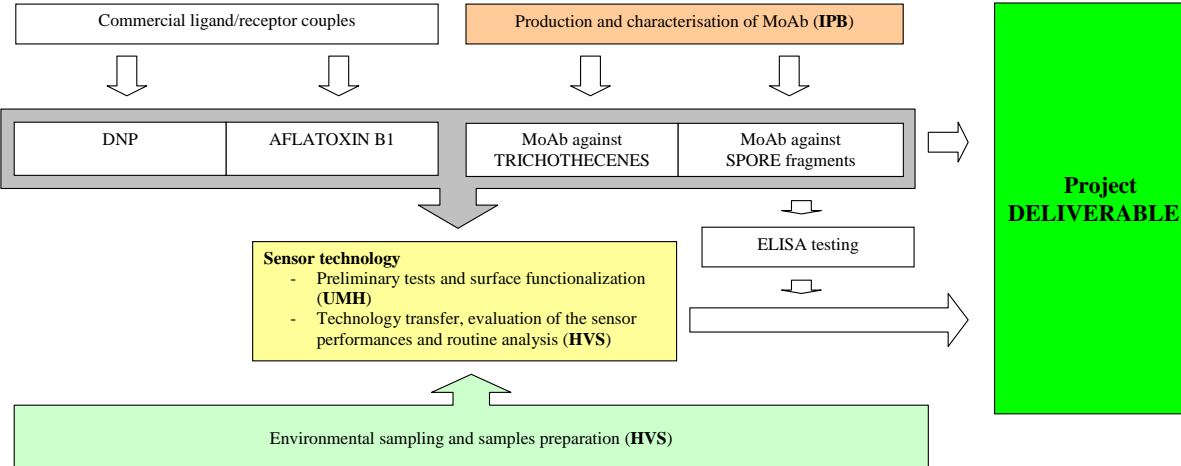 Commercial ligand/receptor couples
Production and characterisation of MoAb (IPB)
DNP
AFLATOXIN B1
MoAb against
TRICHOTHECENES
MoAb against
SPORE fragments
Project
DELIVERABLE
ELISA testing
Sensor technology
- Preliminary tests and surface functionalization
(UMH)
- Technology transfer, evaluation of the sensor
performances and routine analysis (HVS)
Environmental sampling and samples preparation (HVS)